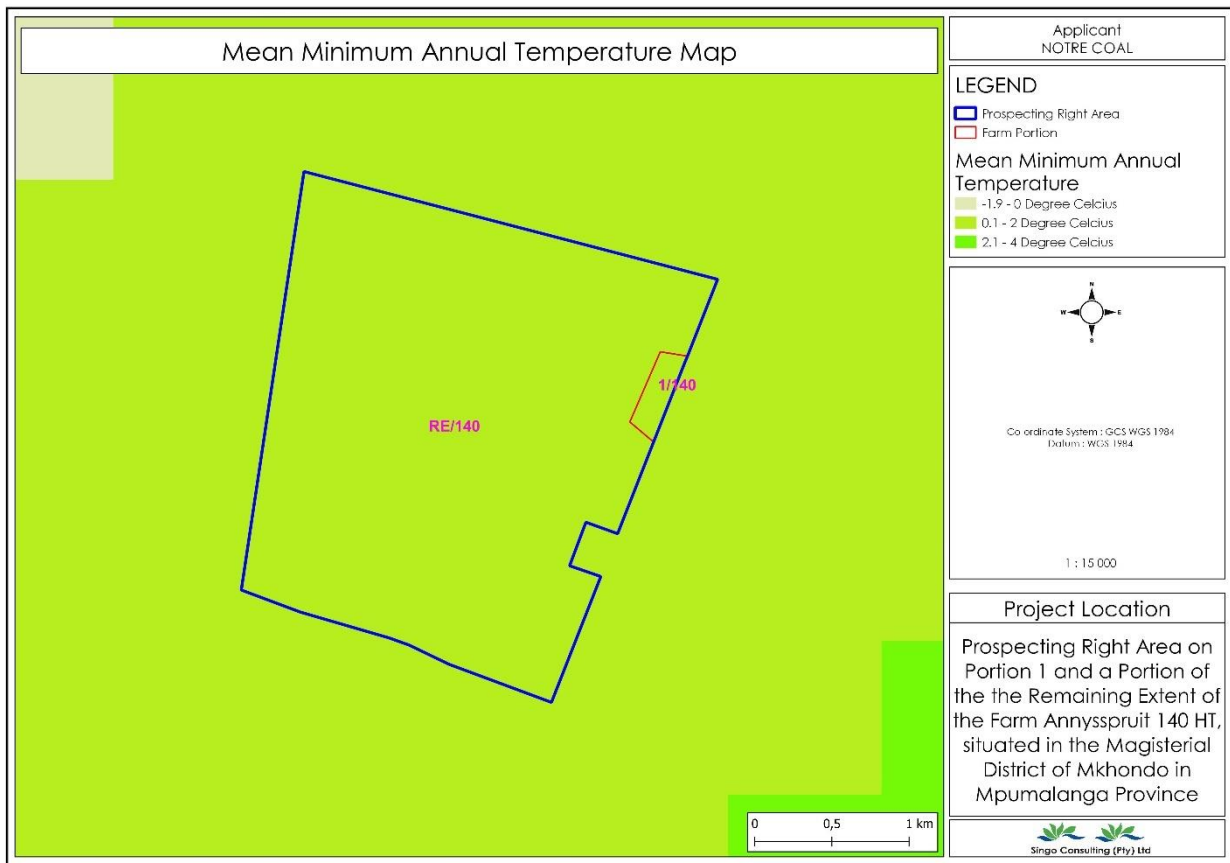 Mean Minimum Annual Temperature Map
RE/140
1/140
0
0,5
1 km
Applicant
NOTRE COAL
LEGEND
Prospecting Right Area
Farm Portion
Mean Minimum Annual
Temperature
-1.9 - 0 Degree Celcius
0.1 - 2 Degree Celcius
2.1 - 4 Degree Celcius
N
W
E
S
Co ordinate System : GCS WGS 1984
Datum : WGS 1984
1 : 15 000
Project Location
Prospecting Right Area on
Portion 1 and a Portion of
the the Remaining Extent of
the Farm Annysspruit 140 HT,
situated in the Magisterial
District of Mkhondo in
Mpumalanga Province
Singo Consulting (Pty) Ltd